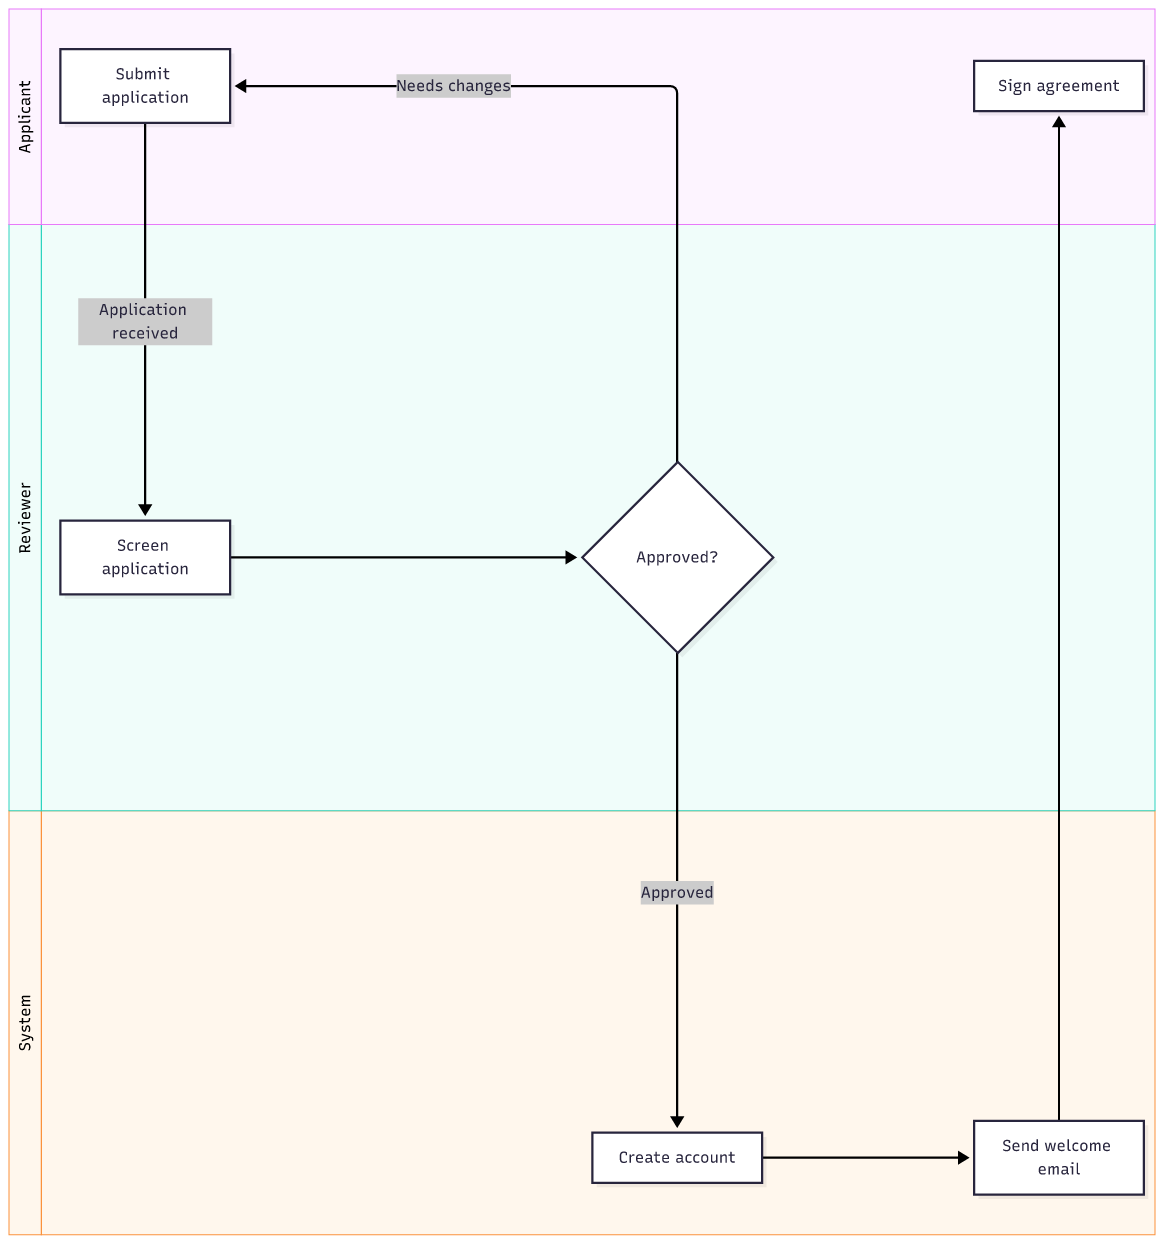 Applicant
Submit
application
Needs changes
Sign agreement
Reviewer
Application
received
Screen
application
Approved?
System
Approved
Create account
Send welcome
email